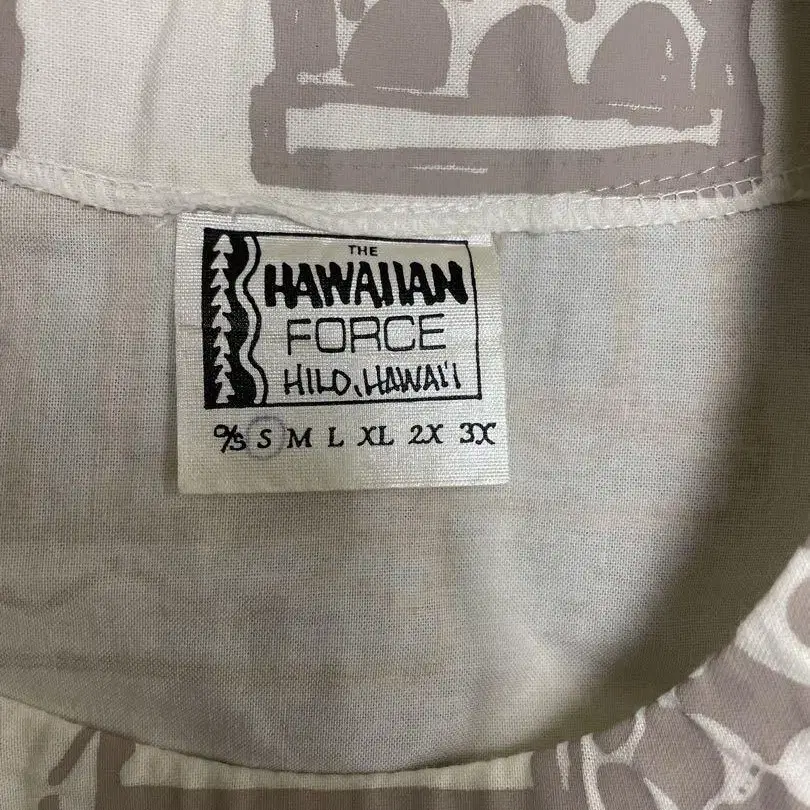 THE
HAWAIIAN
FORCE
HILO, HAWAI'I
O/S S M L XL 2X 3X